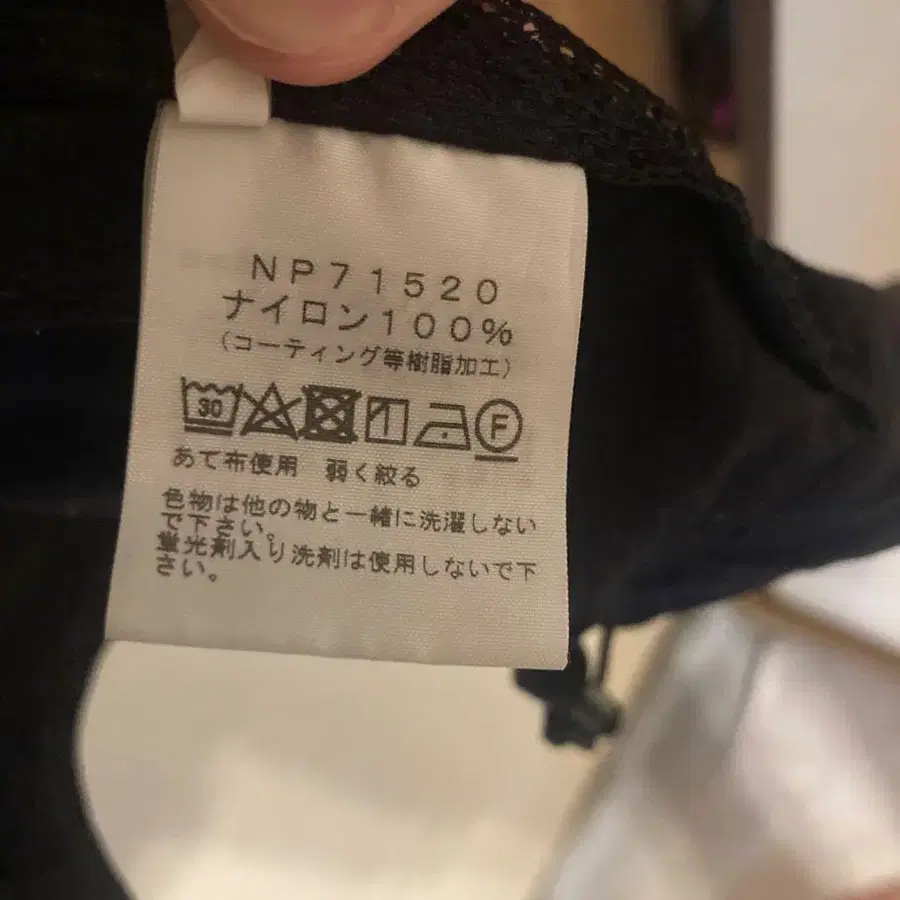 NP71520
ナイロン100%
(コーティング等樹脂加工)
30 F
あて布使用 弱く絞る
色物は他の物と一緒に洗濯しない
で下さい。
蛍光剤入り洗剤は使用しないで下
さい。